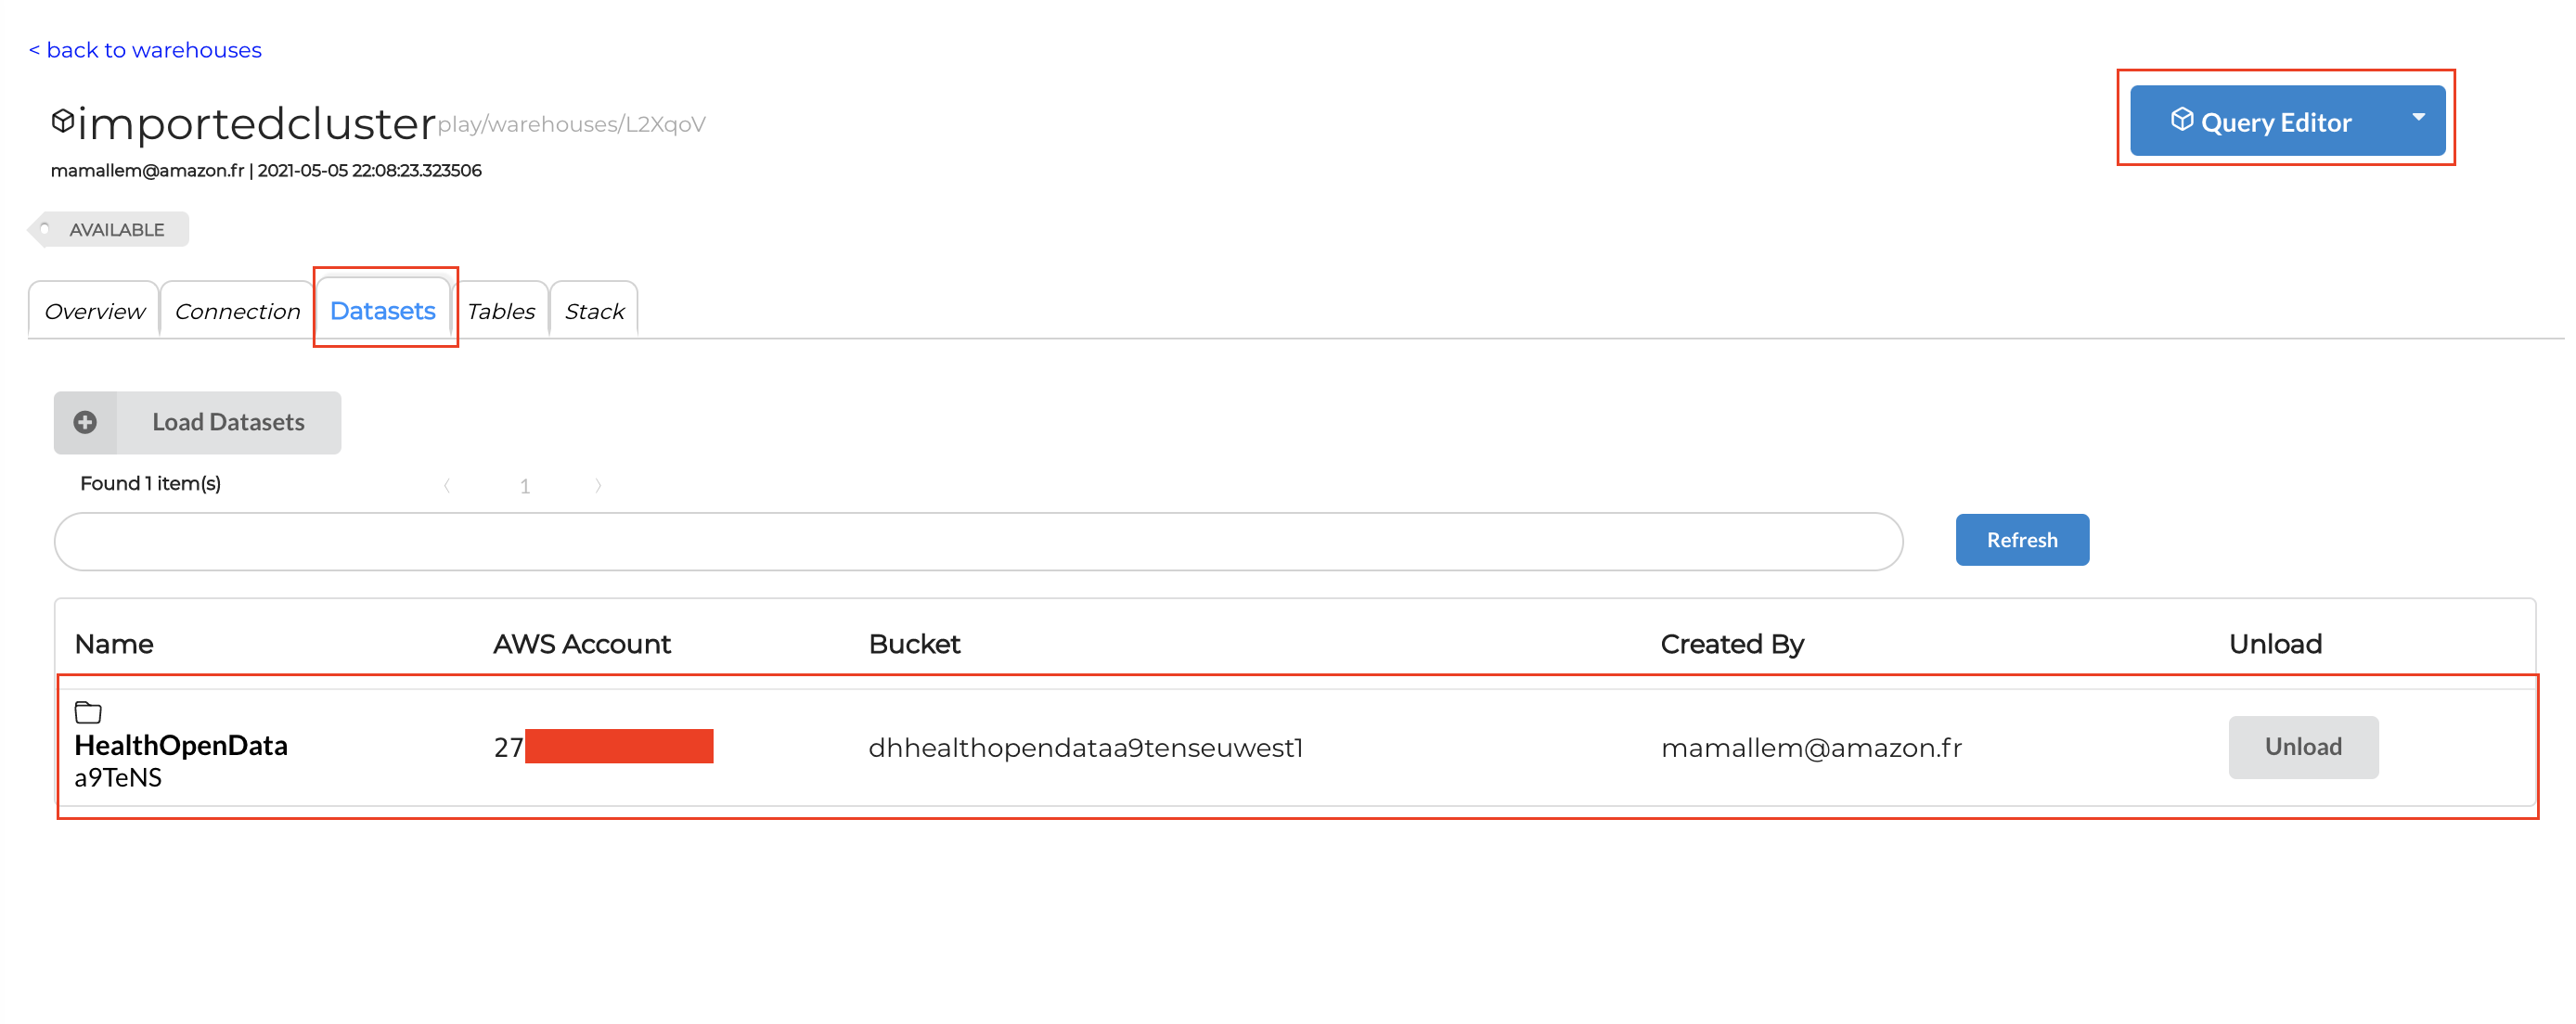 < back to warehouses
importedcluster play/warehouses/L2XqoV
Query Editor
mamallem@amazon.fr | 2021-05-05 22:08:23.323506
AVAILABLE
Overview Connection Datasets Tables Stack
Load Datasets
Found 1 item(s) < 1 >
Refresh
Name AWS Account Bucket Created By Unload
HealthOpenData
a9TeNS
27 dhhealthopendataa9tenseuwest1 mamallem@amazon.fr Unload